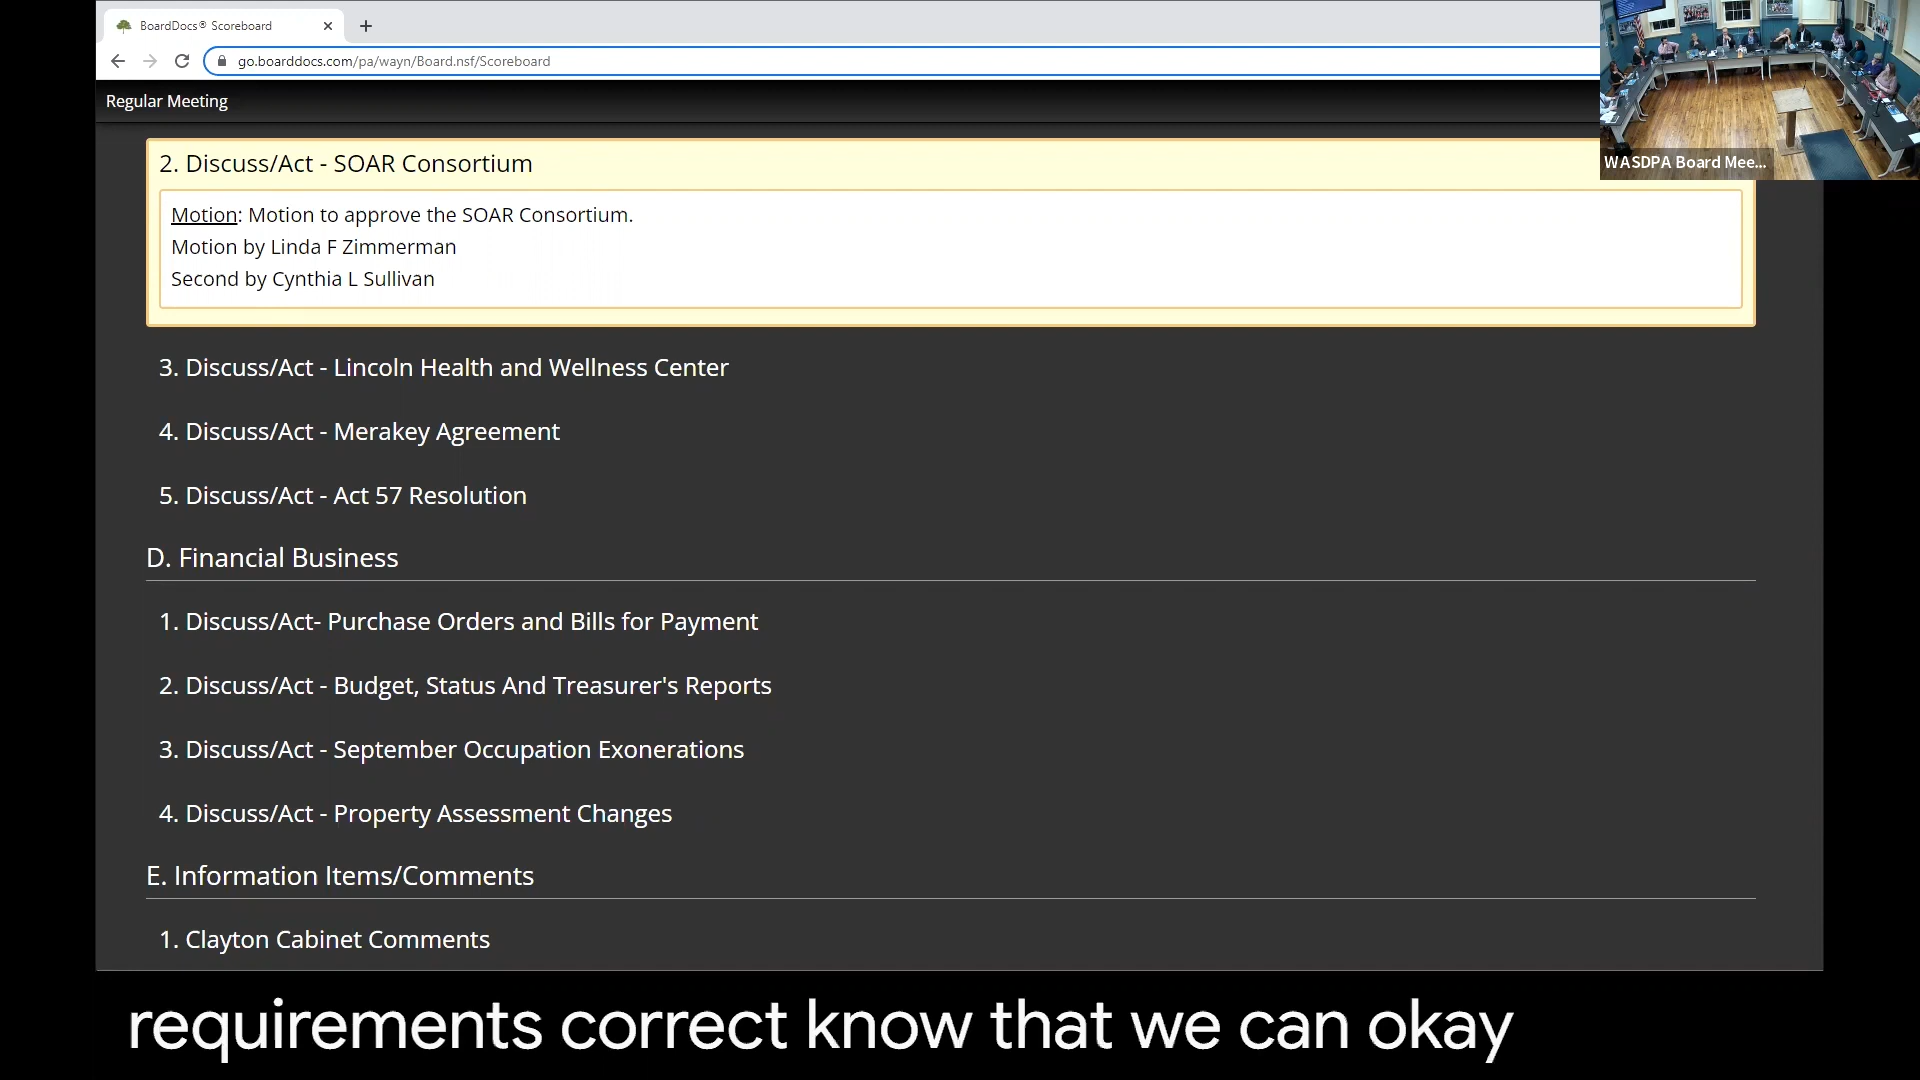 BoardDocs® Scoreboard
go.boarddocs.com/pa/wayn/Board.nsf/Scoreboard
Regular Meeting
WASDPA Board Mee...
2. Discuss/Act - SOAR Consortium
Motion: Motion to approve the SOAR Consortium.
Motion by Linda F Zimmerman
Second by Cynthia L Sullivan
3. Discuss/Act - Lincoln Health and Wellness Center
4. Discuss/Act - Merakey Agreement
5. Discuss/Act - Act 57 Resolution
D. Financial Business
1. Discuss/Act- Purchase Orders and Bills for Payment
2. Discuss/Act - Budget, Status And Treasurer's Reports
3. Discuss/Act - September Occupation Exonerations
4. Discuss/Act - Property Assessment Changes
E. Information Items/Comments
1. Clayton Cabinet Comments
requirements correct know that we can okay